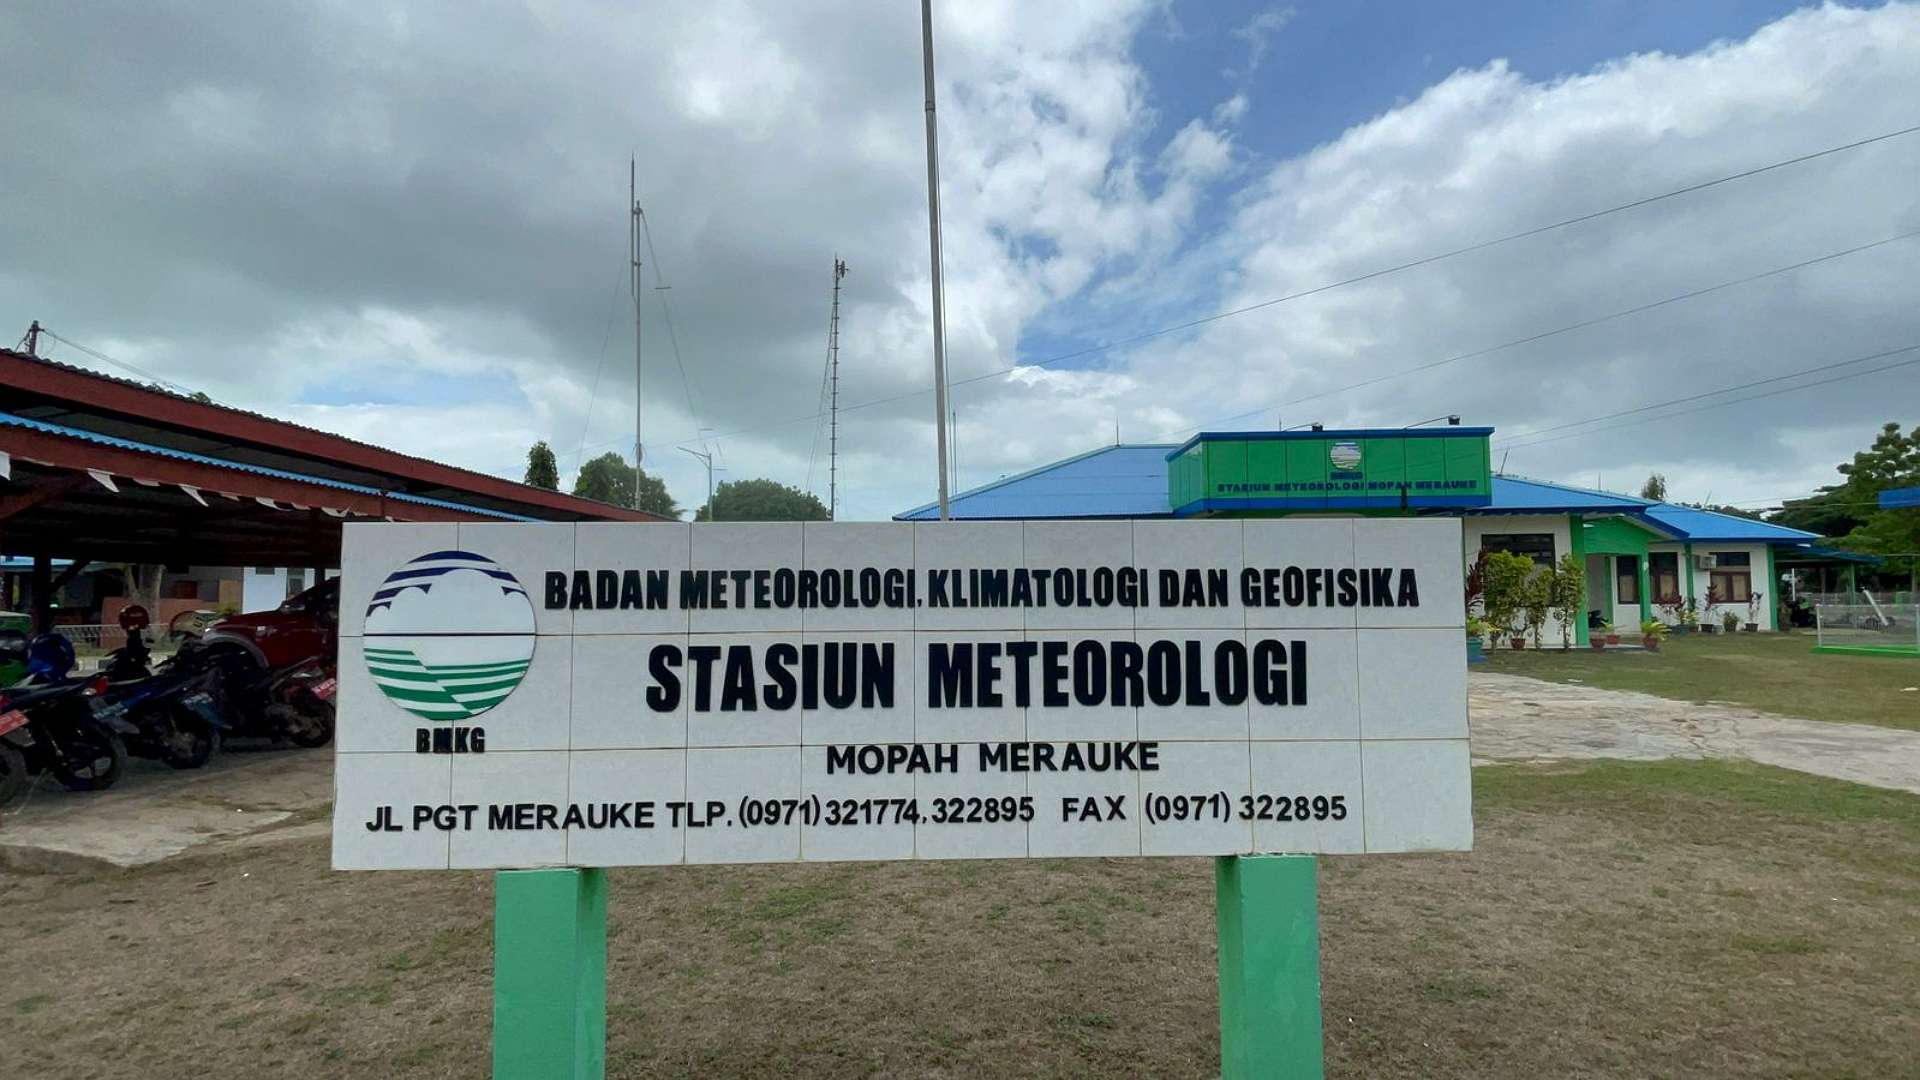 STASIUN METEOROLOGI MOPAH MERAUKE
BADAN METEOROLOGI, KLIMATOLOGI DAN GEOFISIKA
STASIUN METEOROLOGI
BMKG
MOPAH MERAUKE
JL PGT MERAUKE TLP. (0971) 321774, 322895 FAX (0971) 322895